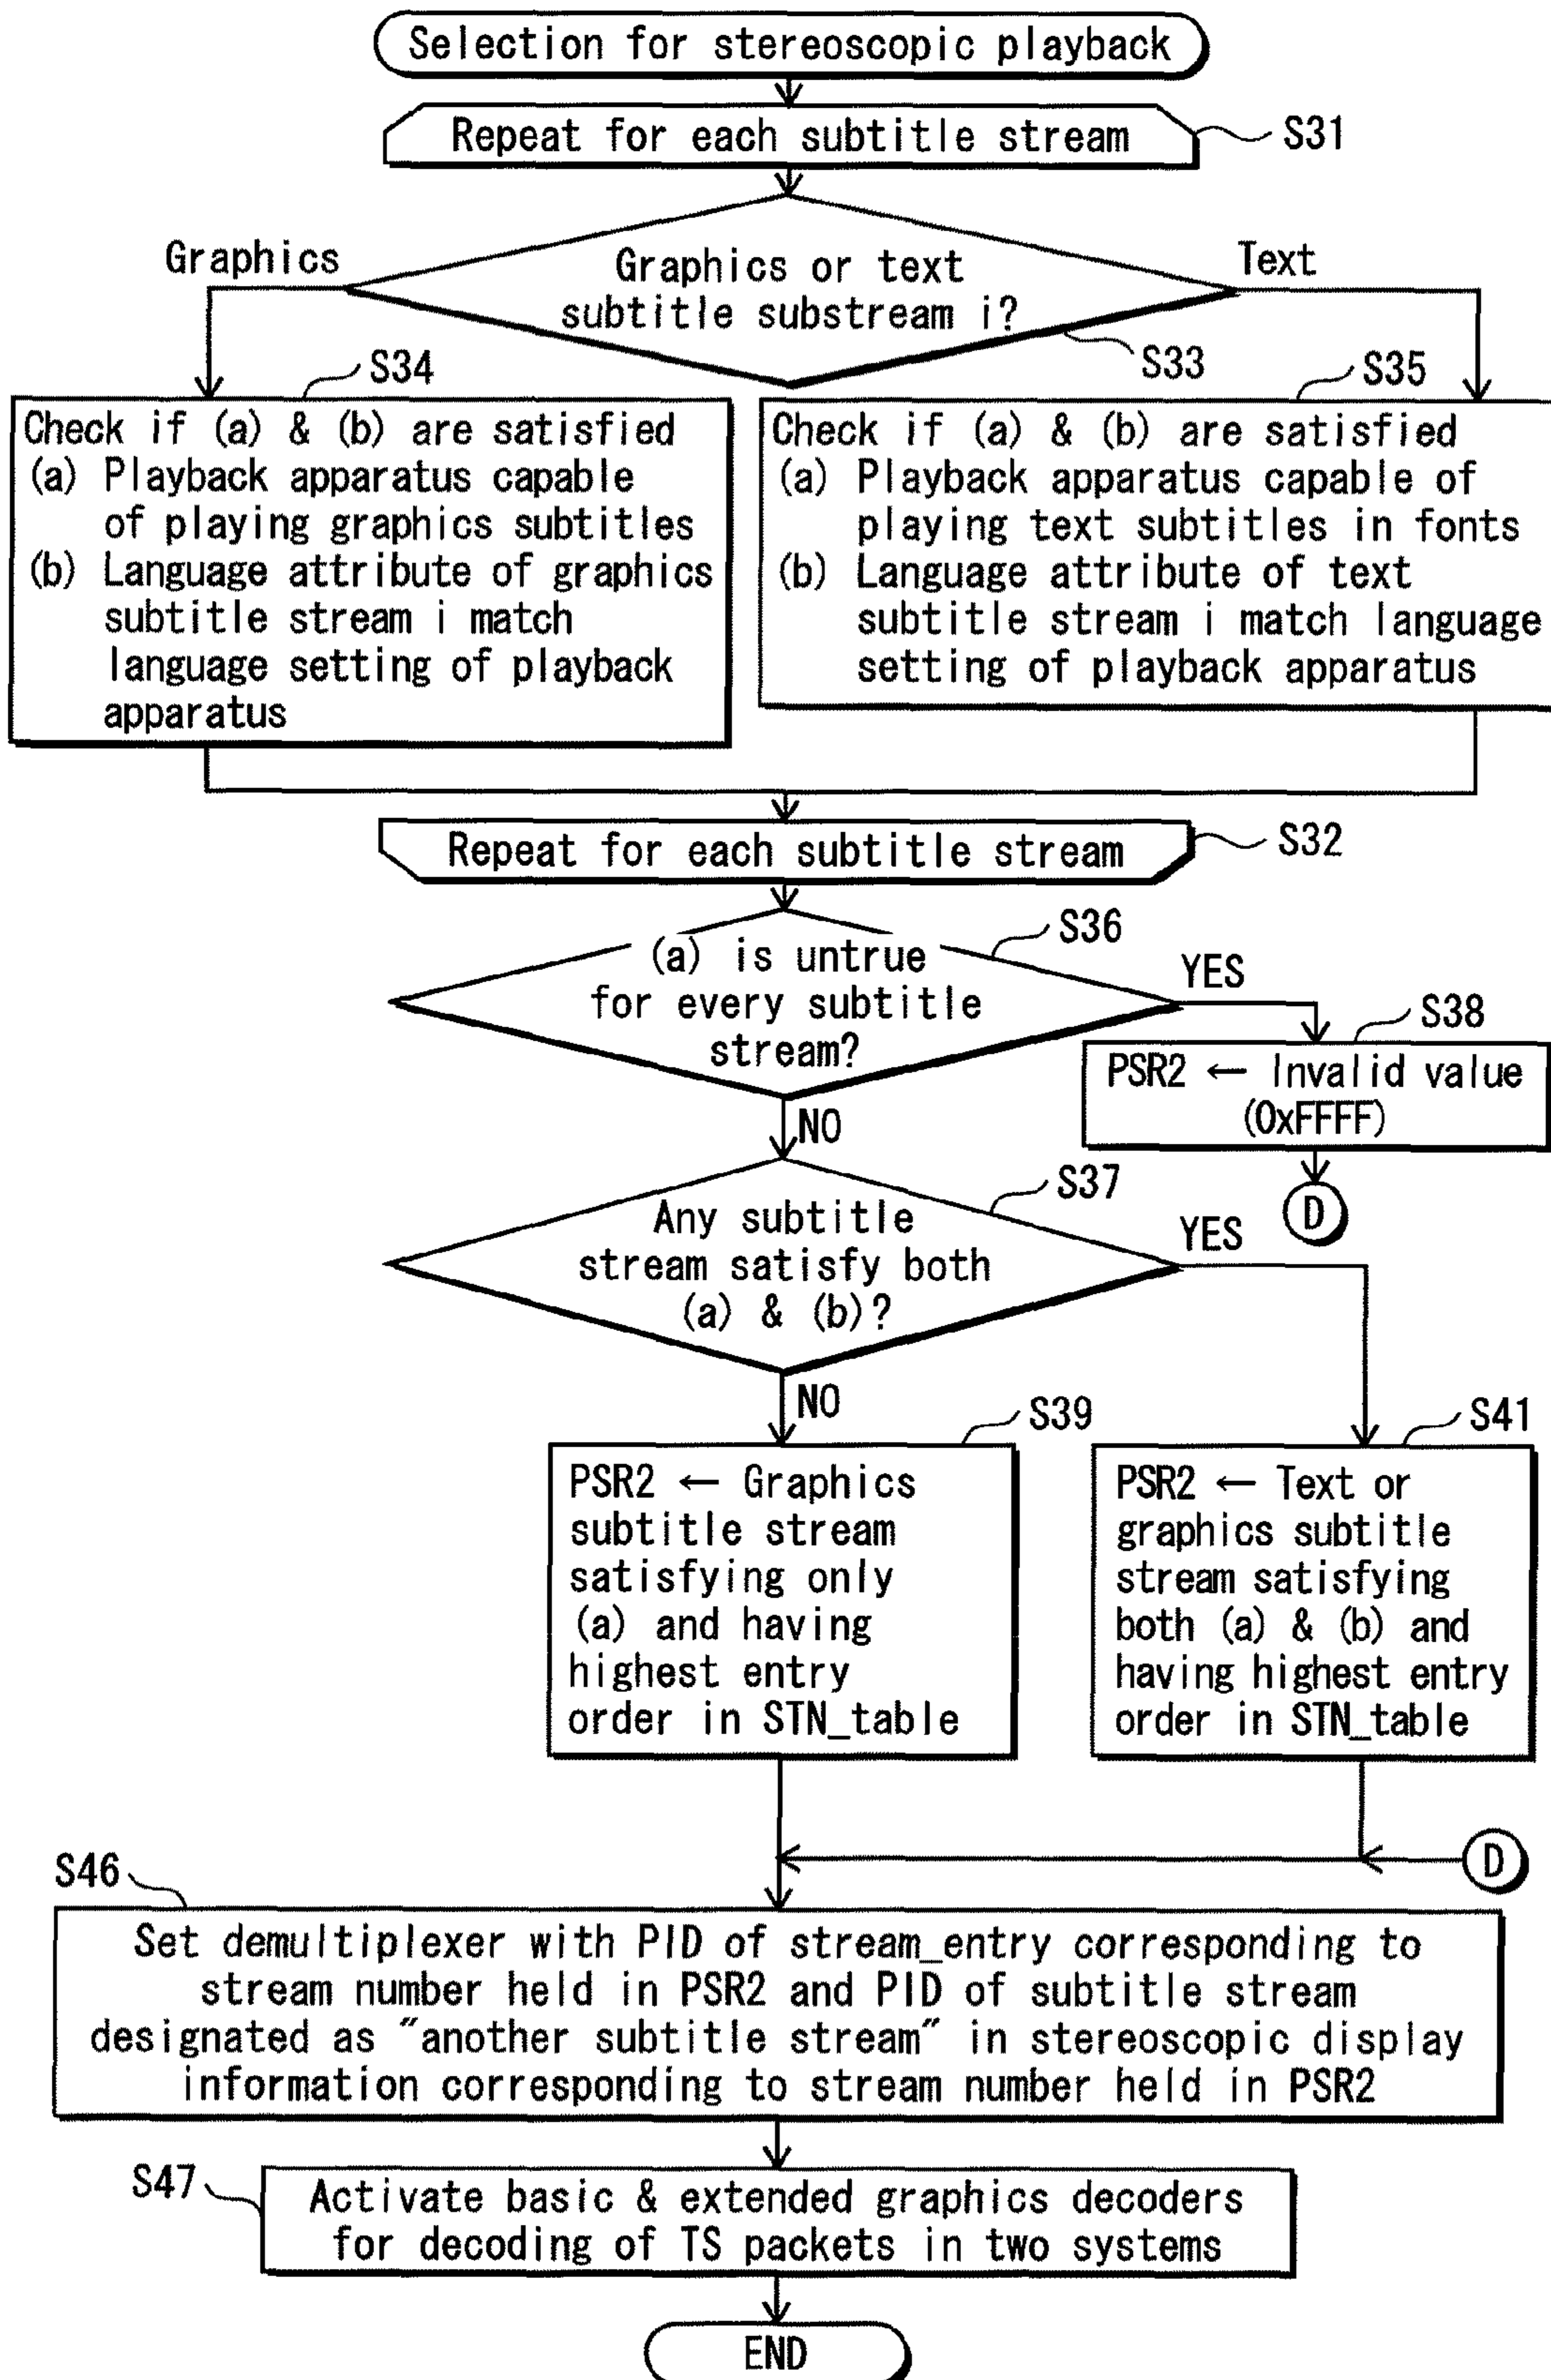 Selection for stereoscopic playback
Repeat for each subtitle stream
S31
Graphics
Text
Graphics or text
subtitle substream i?
S33
S34
Check if (a) & (b) are satisfied
(a) Playback apparatus capable
of playing graphics subtitles
(b) Language attribute of graphics
subtitle stream i match
language setting of playback
apparatus
S35
Check if (a) & (b) are satisfied
(a) Playback apparatus capable of
playing text subtitles in fonts
(b) Language attribute of text
subtitle stream i match language
setting of playback apparatus
Repeat for each subtitle stream
S32
(a) is untrue
for every subtitle
stream?
S36
YES
NO
S38
PSR2 ← Invalid value
(0xFFFF)
D
Any subtitle
stream satisfy both
(a) & (b)?
S37
YES
NO
S39
PSR2 ← Graphics
subtitle stream
satisfying only
(a) and having
highest entry
order in STN_table
S41
PSR2 ← Text or
graphics subtitle
stream satisfying
both (a) & (b) and
having highest entry
order in STN_table
D
S46
Set demultiplexer with PID of stream_entry corresponding to
stream number held in PSR2 and PID of subtitle stream
designated as "another subtitle stream" in stereoscopic display
information corresponding to stream number held in PSR2
S47
Activate basic & extended graphics decoders
for decoding of TS packets in two systems
END